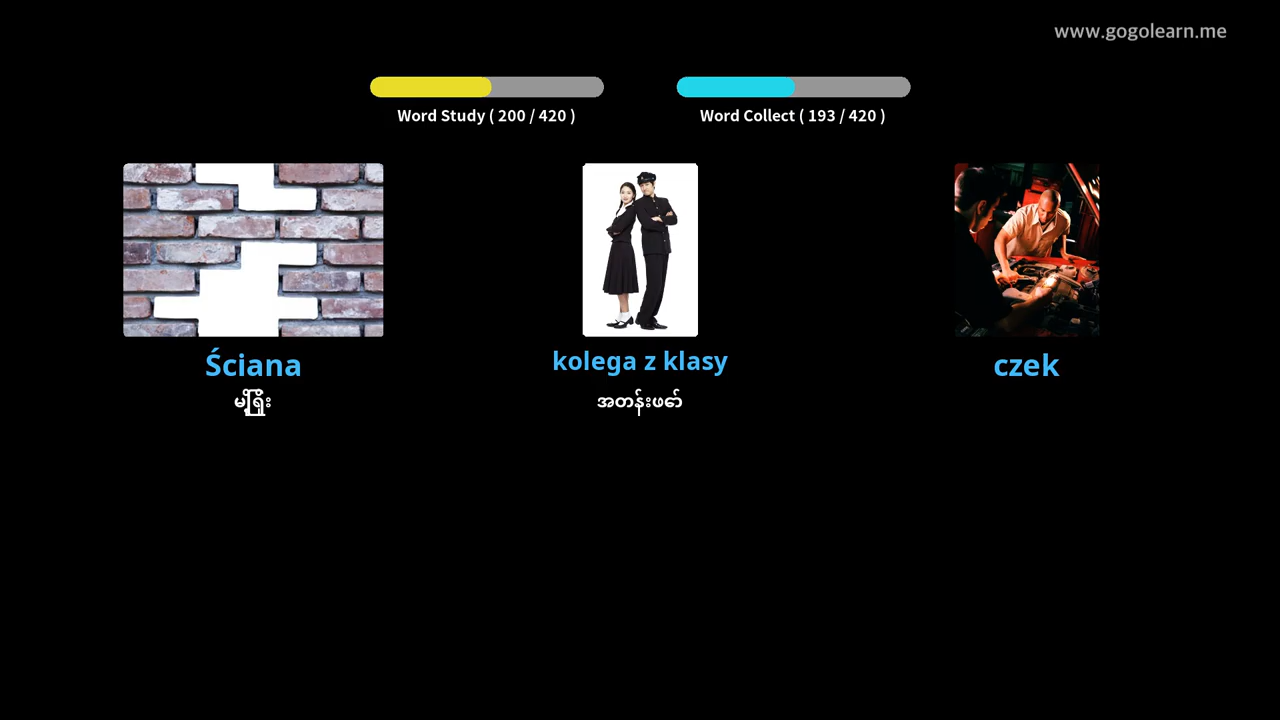 www.gogolearn.me
Word Study ( 200 / 420 )
Word Collect ( 193 / 420 )
Ściana
kolega z klasy
czek
မြို့ရိုး
အတန်းဖော်